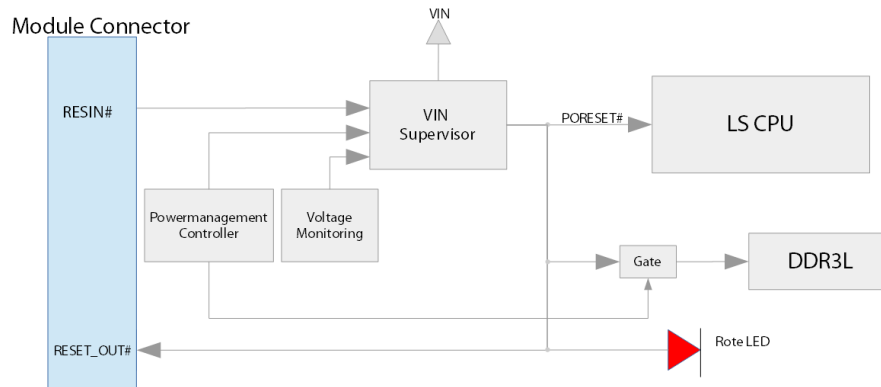 Module Connector
VIN
RESIN#
VIN
Supervisor
PORESET#
LS CPU
Powermanagement
Controller
Voltage
Monitoring
Gate
DDR3L
RESET_OUT#
Rote LED